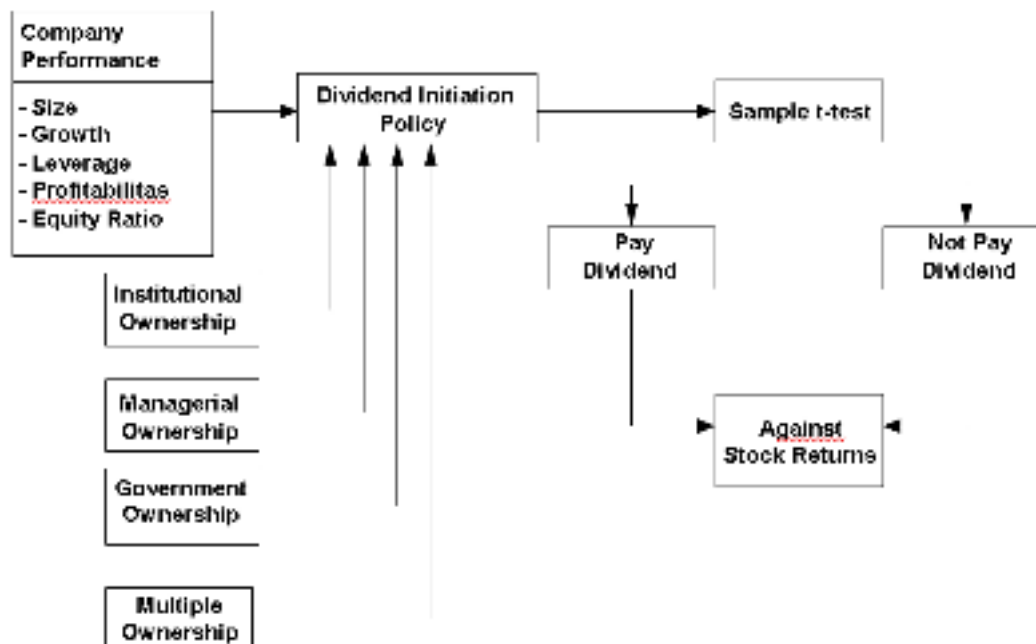 Company
Performance
- Size
- Growth
- Leverage
- Profitabilitas
- Equity Ratio
Dividend Initiation
Policy
Sample t-test
Pay
Dividend
Not Pay
Dividend
Institutional
Ownership
Managerial
Ownership
Against
Stock Returns
Government
Ownership
Multiple
Ownership